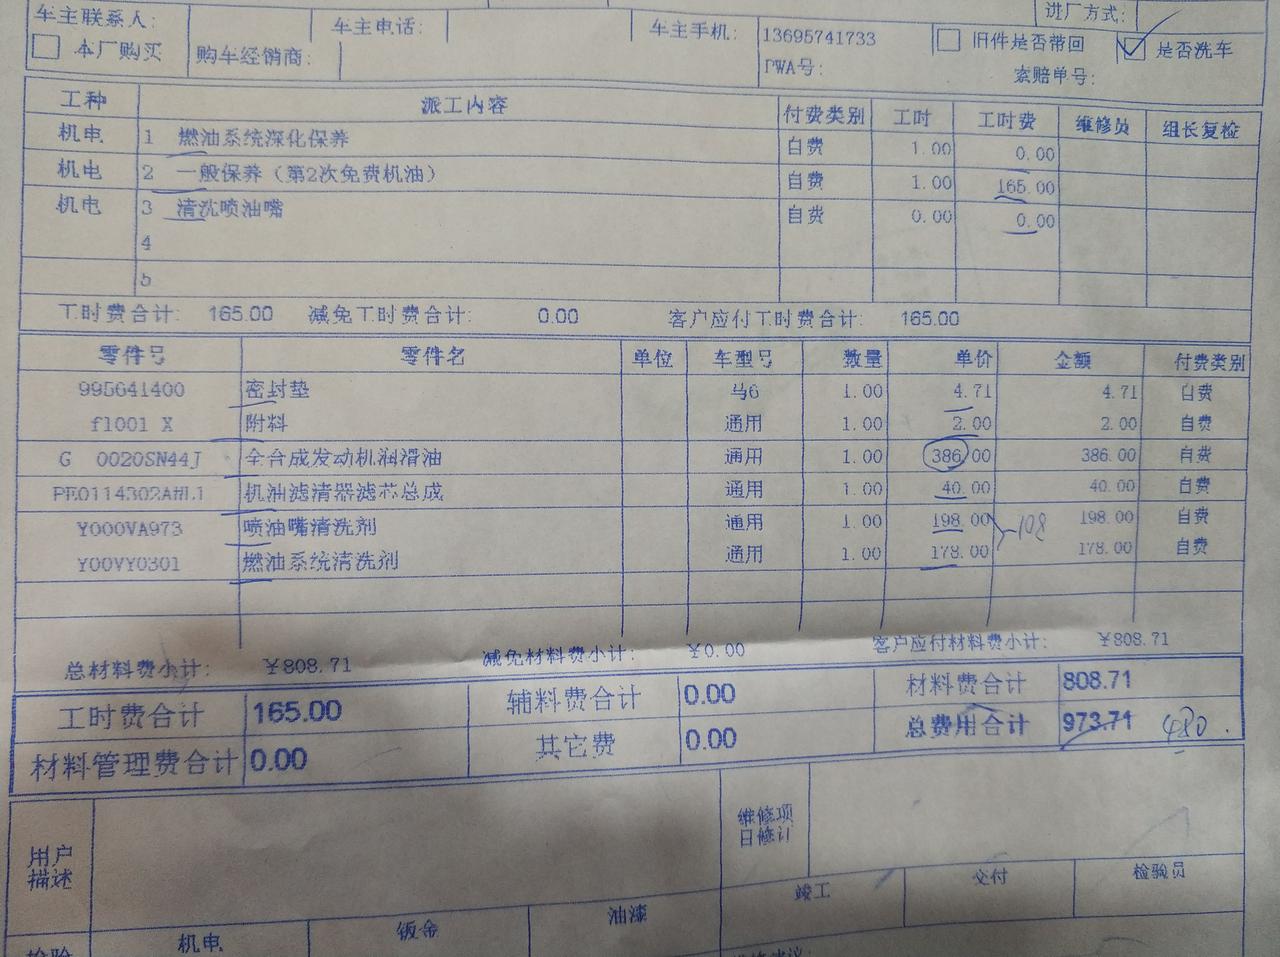 进厂方式:
车主联系人: 车主电话: 车主手机: 13695741733 旧件是否带回 是否洗车
本厂购买 购车经销商: PWA号: 索赔单号:
工种 派工内容 付费类别 工时 工时费 维修员 组长复检
机电 1 燃油系统深化保养 自费 1.00 0.00
机电 2 一般保养（第2次免费机油） 自费 1.00 165.00
机电 3 清洗喷油嘴 自费 0.00 0.00
4
5
工时费合计: 165.00 减免工时费合计: 0.00 客户应付工时费合计: 165.00
零件号 零件名 单位 车型号 数量 单价 金额 付费类别
995641400 密封垫 马6 1.00 4.71 4.71 自费
f1001 X 附料 通用 1.00 2.00 2.00 自费
G 0020SN44J 全合成发动机润滑油 通用 1.00 386.00 386.00 自费
机油滤清器滤芯总成 通用 1.00 40.00 40.00 自费
Y000VA973 喷油嘴清洗剂 通用 1.00 198.00 108 198.00 自费
Y00VY0301 燃油系统清洗剂 通用 1.00 178.00 178.00 自费
总材料费小计: ¥808.71 减免材料费小计: ¥0.00 客户应付材料费小计: ¥808.71
工时费合计 165.00 辅料费合计 0.00 材料费合计 808.71
材料管理费合计 0.00 其它费 0.00 总费用合计 973.71 480.
用户描述 维修项目修订
竣工 交付 检验员
机电 钣金 油漆